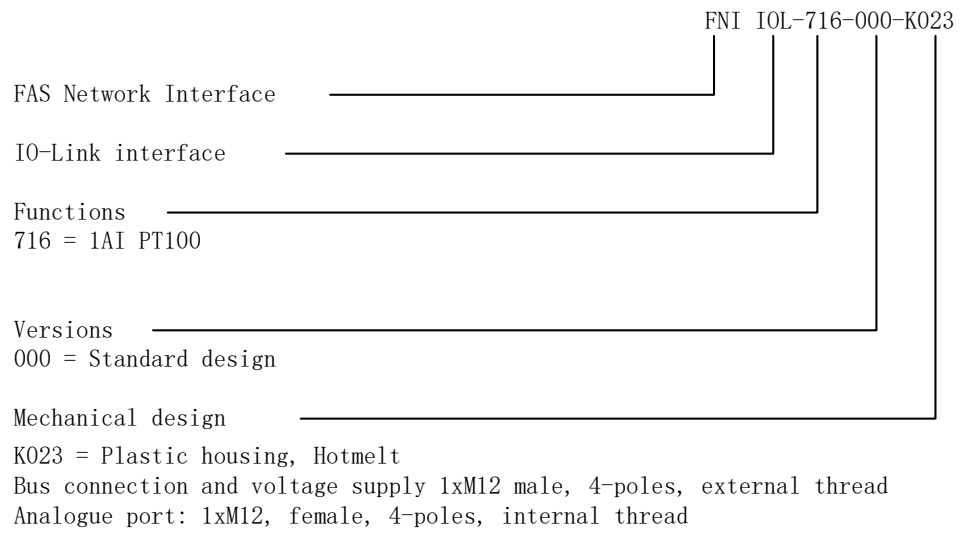 FNI IOL-716-000-K023
FAS Network Interface
IO-Link interface
Functions
716 = 1AI PT100
Versions
000 = Standard design
Mechanical design
K023 = Plastic housing, Hotmelt
Bus connection and voltage supply 1xM12 male, 4-poles, external thread
Analogue port: 1xM12, female, 4-poles, internal thread